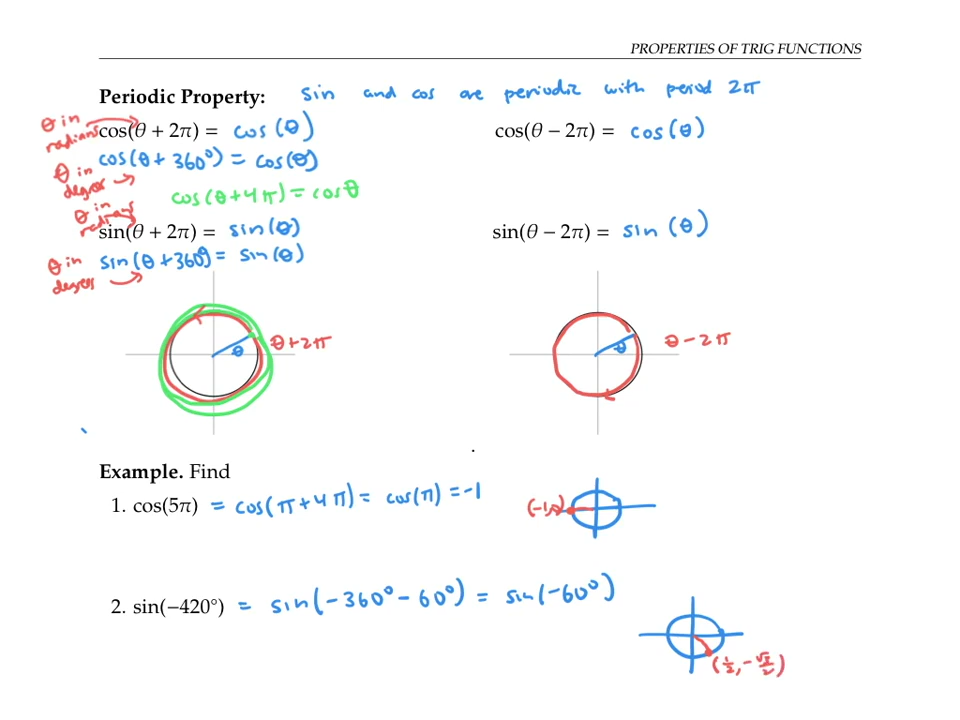 PROPERTIES OF TRIG FUNCTIONS
Periodic Property: sin and cos are periodic with period 2π
θ in radians cos(θ + 2π) = cos(θ)
cos(θ − 2π) = cos(θ)
θ in degrees cos(θ + 360°) = cos(θ)
cos(θ + 4π) = cosθ
θ in radians sin(θ + 2π) = sin(θ)
sin(θ − 2π) = sin(θ)
θ in degrees sin(θ + 360°) = sin(θ)
θ θ+2π
θ θ−2π
Example. Find
1. cos(5π) = cos(π+4π) = cos(π) = -1
(-1,0)
2. sin(−420°) = sin(-360°-60°) = sin(-60°)
(1/2, -√3/2)